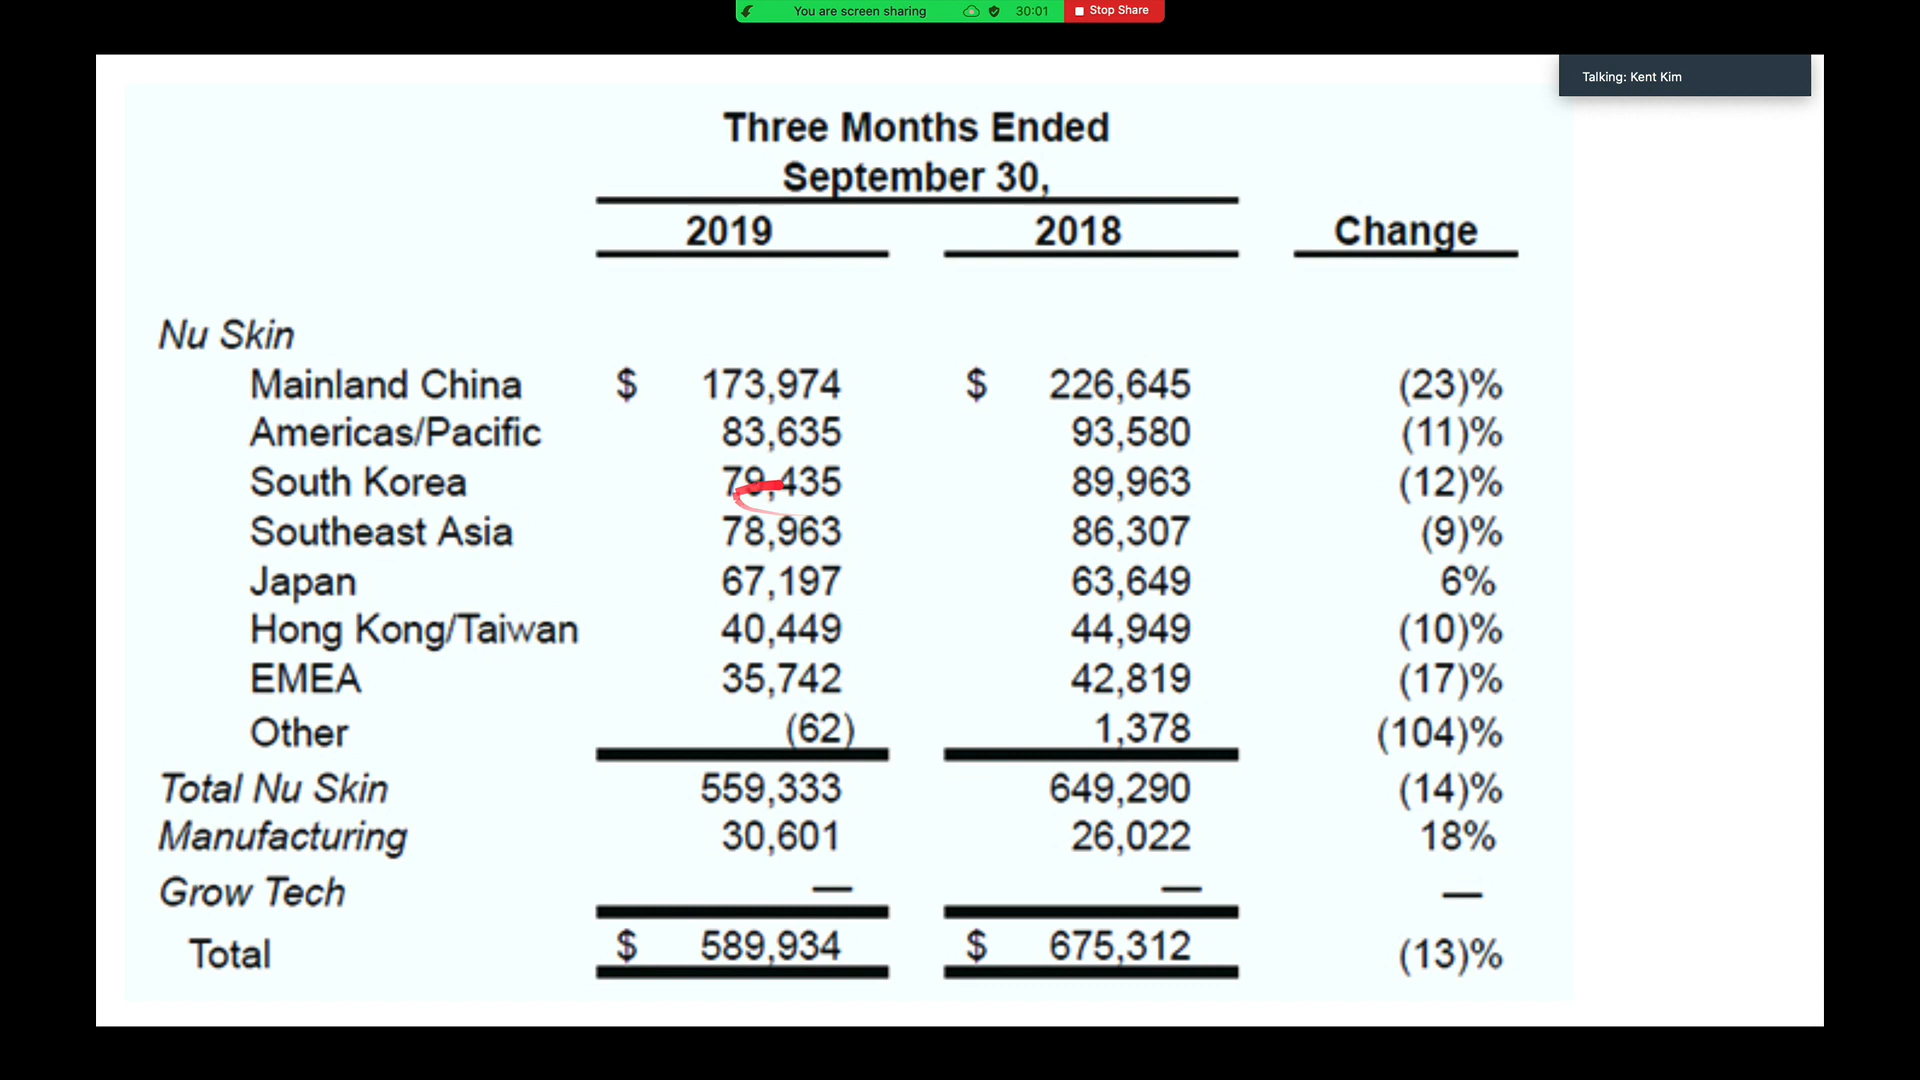 You are screen sharing 30:01 Stop Share
Talking: Kent Kim
Three Months Ended
September 30,
2019 2018 Change
Nu Skin
Mainland China $ 173,974 $ 226,645 (23)%
Americas/Pacific 83,635 93,580 (11)%
South Korea 79,435 89,963 (12)%
Southeast Asia 78,963 86,307 (9)%
Japan 67,197 63,649 6%
Hong Kong/Taiwan 40,449 44,949 (10)%
EMEA 35,742 42,819 (17)%
Other (62) 1,378 (104)%
Total Nu Skin 559,333 649,290 (14)%
Manufacturing 30,601 26,022 18%
Grow Tech — — —
Total $ 589,934 $ 675,312 (13)%